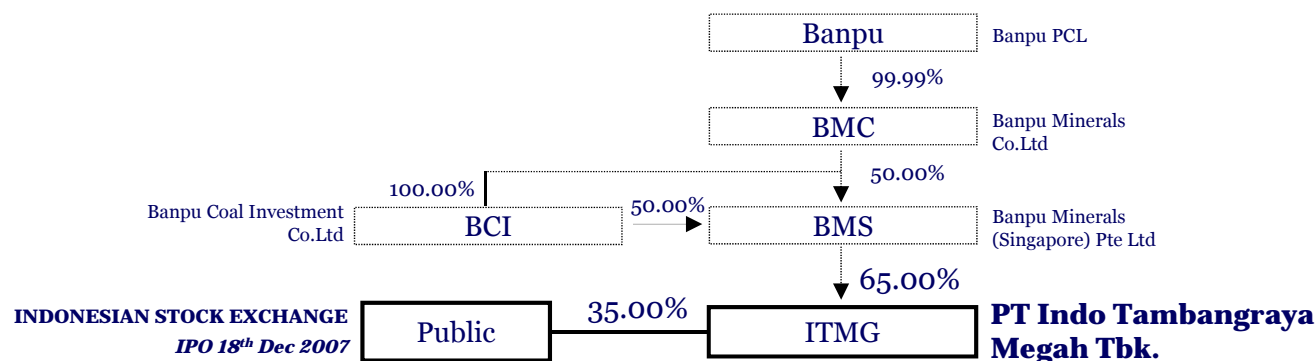 Banpu
Banpu PCL
99.99%
BMC
Banpu Minerals
Co.Ltd
100.00%
50.00%
Banpu Coal Investment
Co.Ltd
BCI
50.00%
BMS
Banpu Minerals
(Singapore) Pte Ltd
65.00%
INDONESIAN STOCK EXCHANGE
IPO 18th Dec 2007
Public
35.00%
ITMG
PT Indo Tambangraya
Megah Tbk.